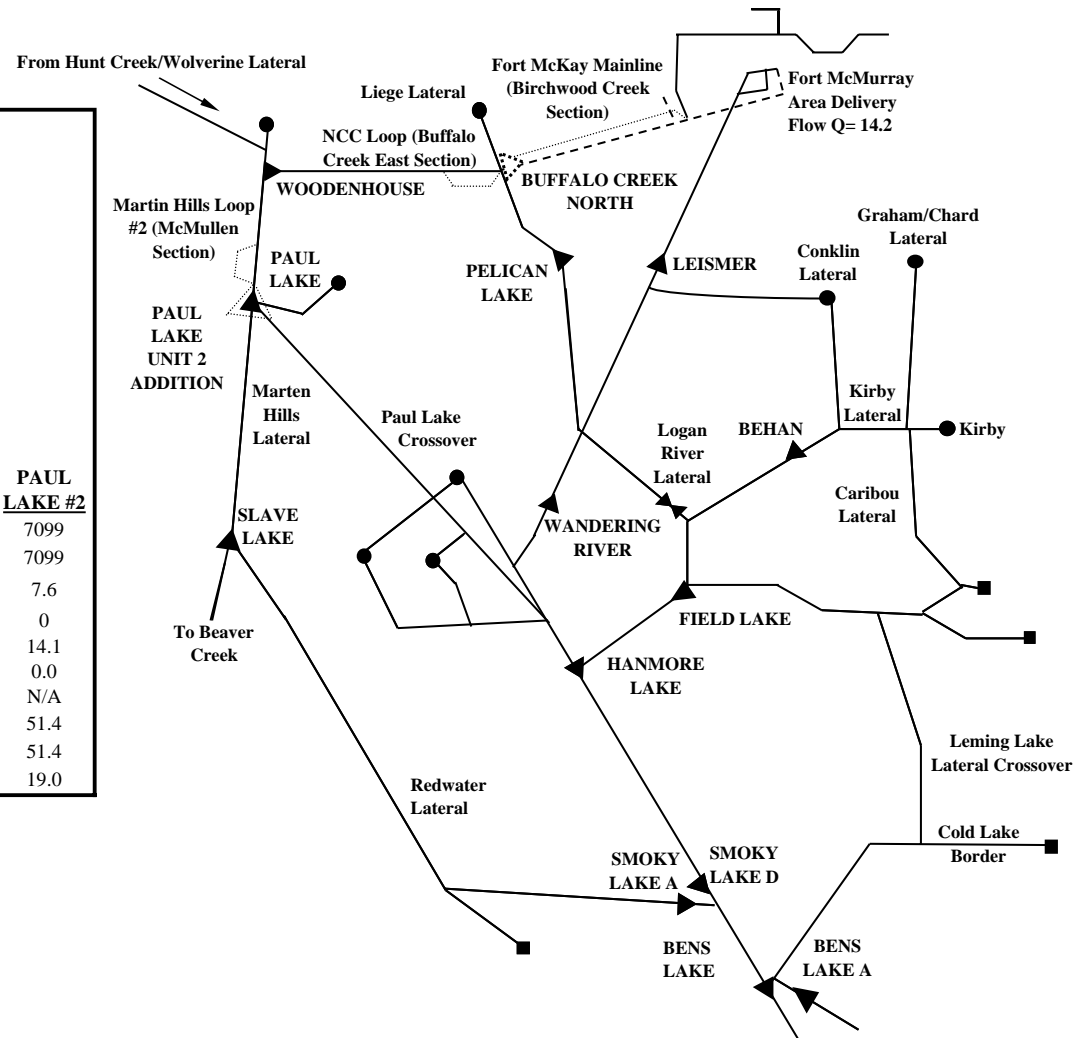 From Hunt Creek/Wolverine Lateral
Liege Lateral
Fort McKay Mainline
(Birchwood Creek
Section)
Fort McMurray
Area Delivery
Flow Q= 14.2
NCC Loop (Buffalo
Creek East Section)
WOODENHOUSE
BUFFALO CREEK
NORTH
Martin Hills Loop
#2 (McMullen
Section)
PAUL
LAKE
PELICAN
LAKE
LEISMER
Conklin
Lateral
Graham/Chard
Lateral
PAUL
LAKE
UNIT 2
ADDITION
Marten
Hills
Lateral
Paul Lake
Crossover
Logan
River
Lateral
BEHAN
Kirby
Lateral
Kirby
PAUL
LAKE #2
7099
7099
7.6
0
14.1
0.0
N/A
51.4
51.4
19.0
SLAVE
LAKE
WANDERING
RIVER
Caribou
Lateral
To Beaver
Creek
FIELD LAKE
HANMORE
LAKE
Redwater
Lateral
Leming Lake
Lateral Crossover
Cold Lake
Border
SMOKY
LAKE A
SMOKY
LAKE D
BENS
LAKE
BENS
LAKE A